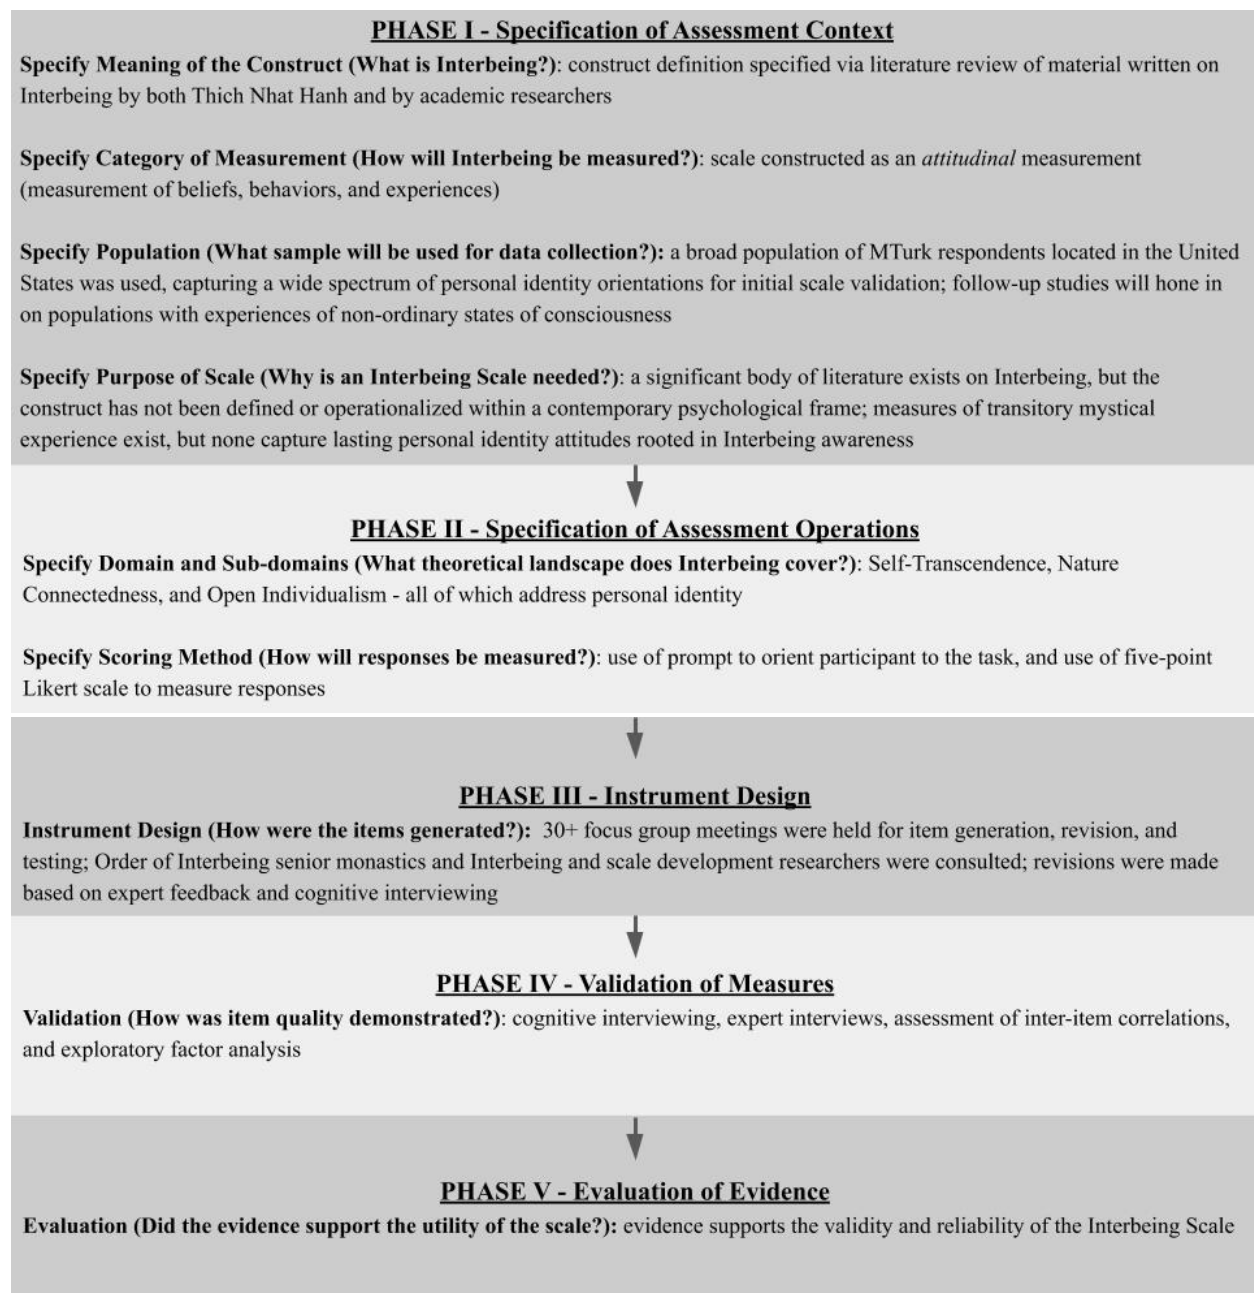 PHASE I - Specification of Assessment Context
Specify Meaning of the Construct (What is Interbeing?): construct definition specified via literature review of material written on
Interbeing by both Thich Nhat Hanh and by academic researchers
Specify Category of Measurement (How will Interbeing be measured?): scale constructed as an attitudinal measurement
(measurement of beliefs, behaviors, and experiences)
Specify Population (What sample will be used for data collection?): a broad population of MTurk respondents located in the United
States was used, capturing a wide spectrum of personal identity orientations for initial scale validation; follow-up studies will hone in
on populations with experiences of non-ordinary states of consciousness
Specify Purpose of Scale (Why is an Interbeing Scale needed?): a significant body of literature exists on Interbeing, but the
construct has not been defined or operationalized within a contemporary psychological frame; measures of transitory mystical
experience exist, but none capture lasting personal identity attitudes rooted in Interbeing awareness
PHASE II - Specification of Assessment Operations
Specify Domain and Sub-domains (What theoretical landscape does Interbeing cover?): Self-Transcendence, Nature
Connectedness, and Open Individualism - all of which address personal identity
Specify Scoring Method (How will responses be measured?): use of prompt to orient participant to the task, and use of five-point
Likert scale to measure responses
PHASE III - Instrument Design
Instrument Design (How were the items generated?): 30+ focus group meetings were held for item generation, revision, and
testing; Order of Interbeing senior monastics and Interbeing and scale development researchers were consulted; revisions were made
based on expert feedback and cognitive interviewing
PHASE IV - Validation of Measures
Validation (How was item quality demonstrated?): cognitive interviewing, expert interviews, assessment of inter-item correlations,
and exploratory factor analysis
PHASE V - Evaluation of Evidence
Evaluation (Did the evidence support the utility of the scale?): evidence supports the validity and reliability of the Interbeing Scale